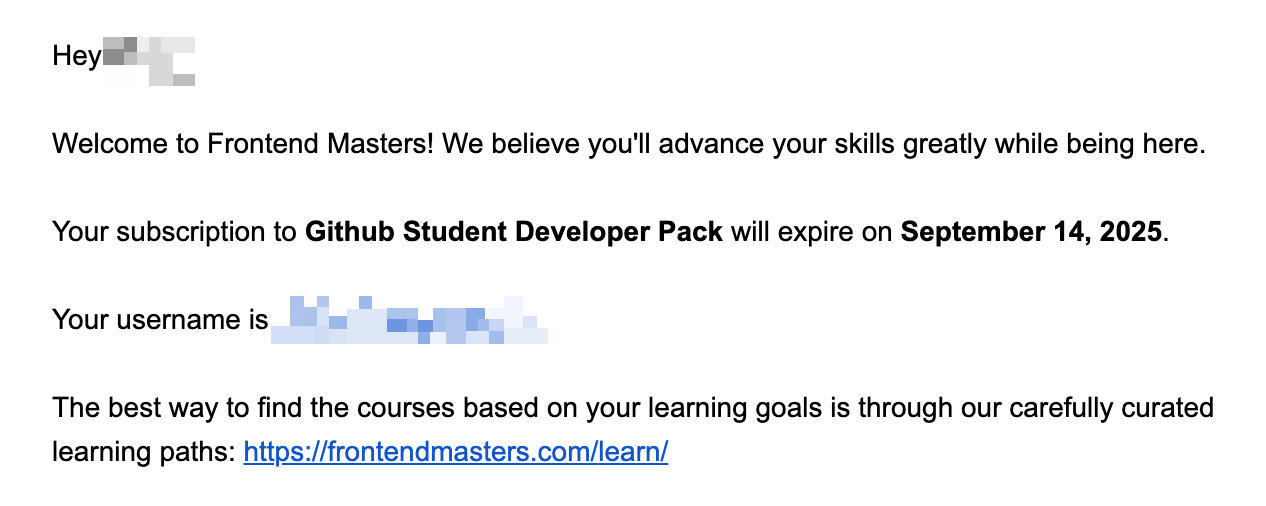 Hey
Welcome to Frontend Masters! We believe you'll advance your skills greatly while being here.
Your subscription to Github Student Developer Pack will expire on September 14, 2025.
Your username is
The best way to find the courses based on your learning goals is through our carefully curated
learning paths: https://frontendmasters.com/learn/